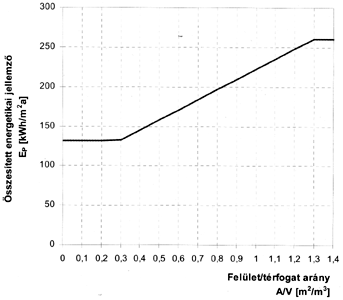 Összesített energetikai jellemző
E_P [kWh/m²a]
300
250
200
150
100
50
0
0 0,1 0,2 0,3 0,4 0,5 0,6 0,7 0,8 0,9 1 1,1 1,2 1,3 1,4
Felület/térfogat arány
A/V [m²/m³]